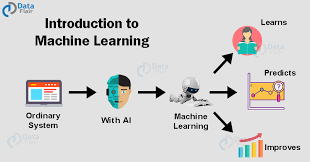 Data
Flair
Introduction to
Machine Learning
Learns
Predicts
Ordinary
System
With AI
Machine
Learning
Improves